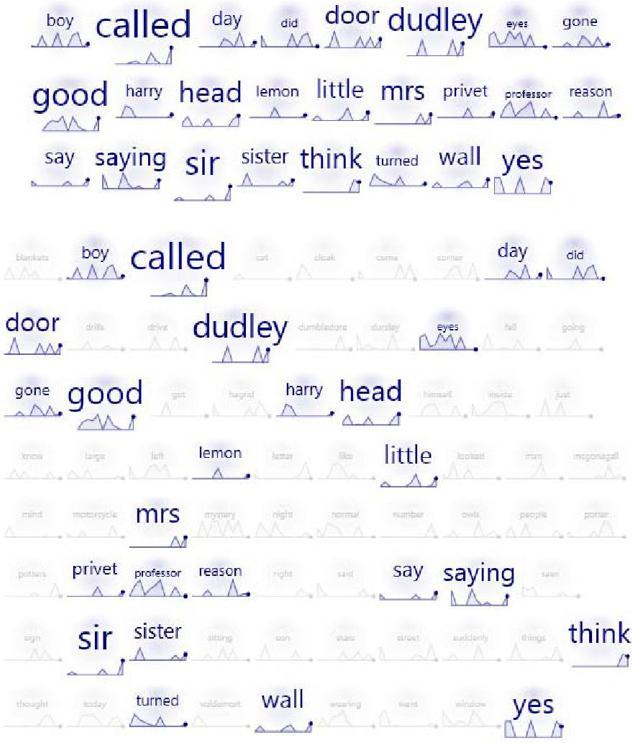 boy called day did door dudley eyes gone
good harry head lemon little mrs privet professor reason
say saying sir sister think turned wall yes
blankets boy called cat cloak come corner day did
door drills drive dudley dumbledore dursley eyes fell going
gone good got hagrid harry head himself inside just
know large left lemon letter like little looked man mcgonagall
mind motorcycle mrs mystery night normal number owls people potter
potters privet professor reason right said say saying seen
sign sir sister sitting son stars street suddenly things think
thought today turned voldemort wall wearing went window yes